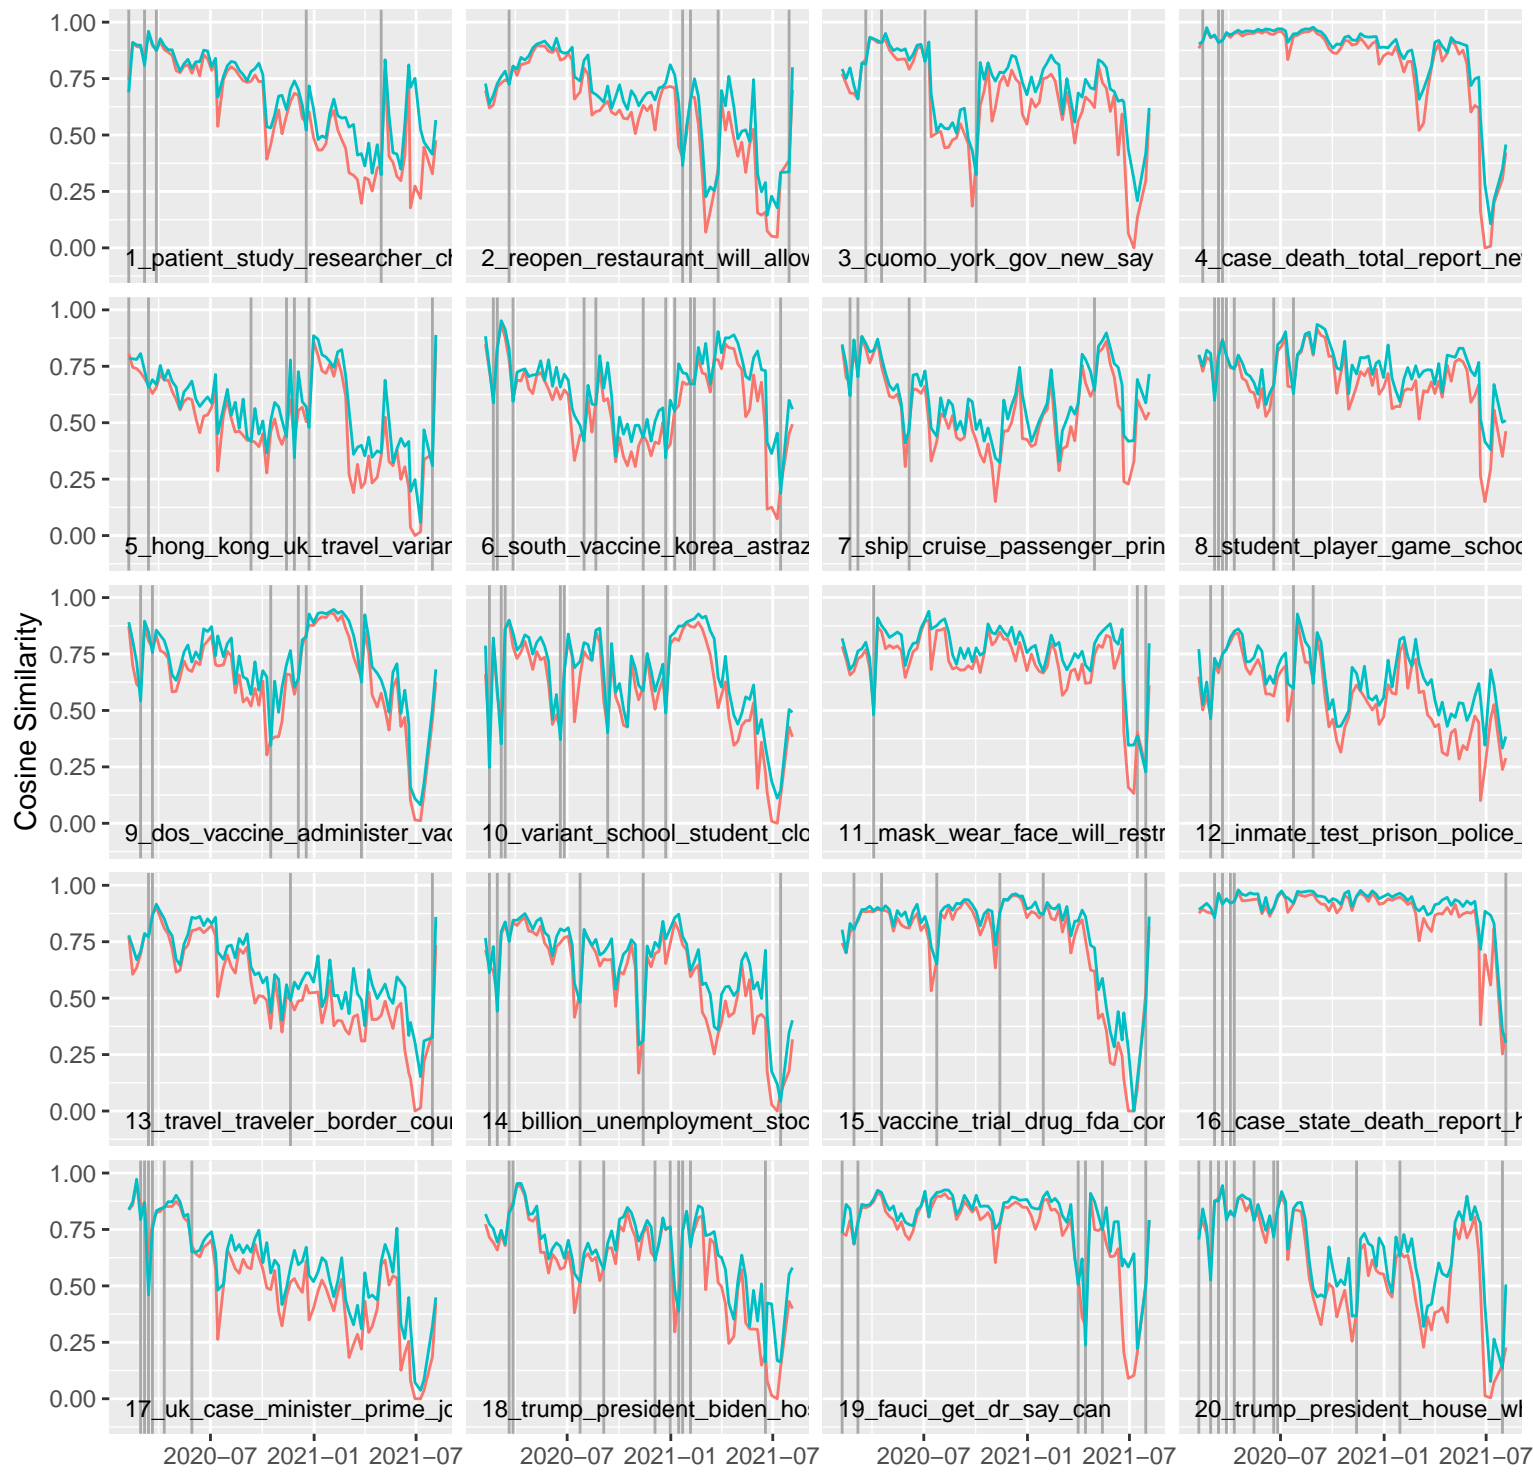 Cosine Similarity
1.00
0.75
0.50
0.25
0.00
1_patient_study_researcher_ch
2_reopen_restaurant_will_allow
3_cuomo_york_gov_new_say
4_case_death_total_report_new
1.00
0.75
0.50
0.25
0.00
5_hong_kong_uk_travel_varian
6_south_vaccine_korea_astraz
7_ship_cruise_passenger_prin
8_student_player_game_schoo
1.00
0.75
0.50
0.25
0.00
9_dos_vaccine_administer_vac
10_variant_school_student_clo
11_mask_wear_face_will_restr
12_inmate_test_prison_police_
1.00
0.75
0.50
0.25
0.00
13_travel_traveler_border_cour
14_billion_unemployment_stoc
15_vaccine_trial_drug_fda_cor
16_case_state_death_report_h
1.00
0.75
0.50
0.25
0.00
17_uk_case_minister_prime_jo
18_trump_president_biden_hos
19_fauci_get_dr_say_can
20_trump_president_house_wh
2020−07 2021−01 2021−07
2020−07 2021−01 2021−07
2020−07 2021−01 2021−07
2020−07 2021−01 2021−07